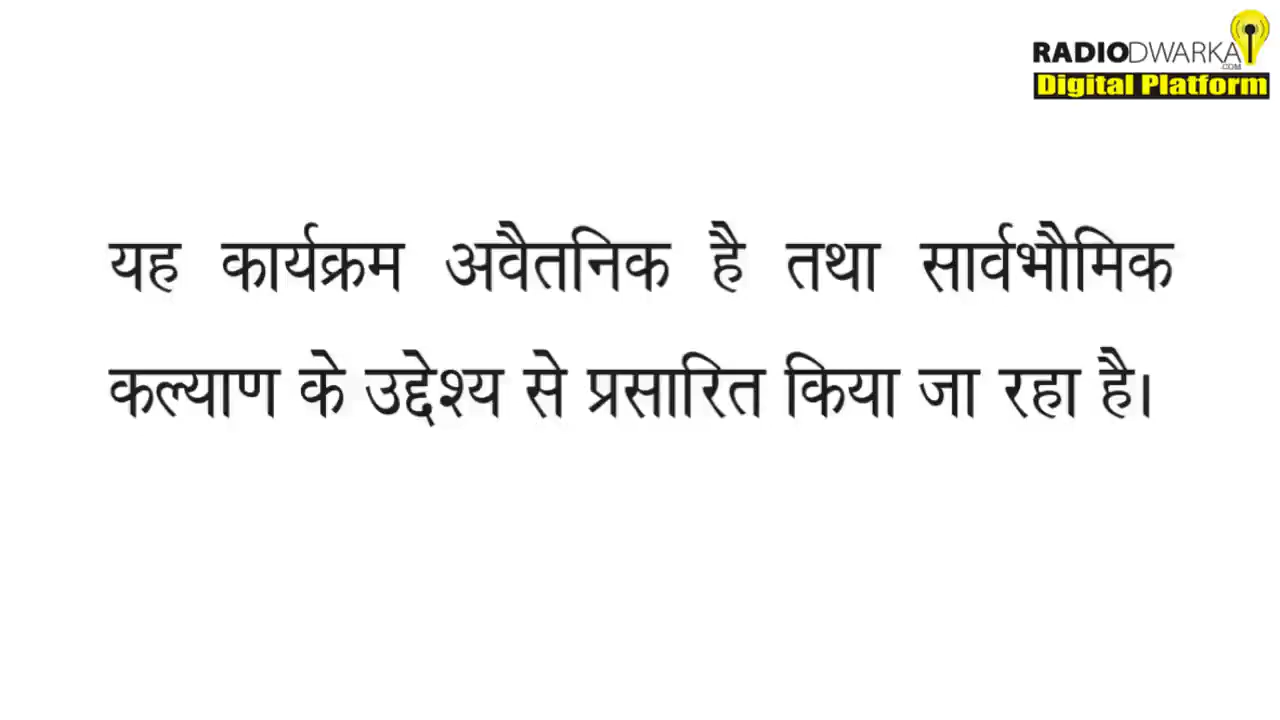 RADIODWARKA
.COM
Digital Platform
यह कार्यक्रम अवैतनिक है तथा सार्वभौमिक
कल्याण के उद्देश्य से प्रसारित किया जा रहा है।